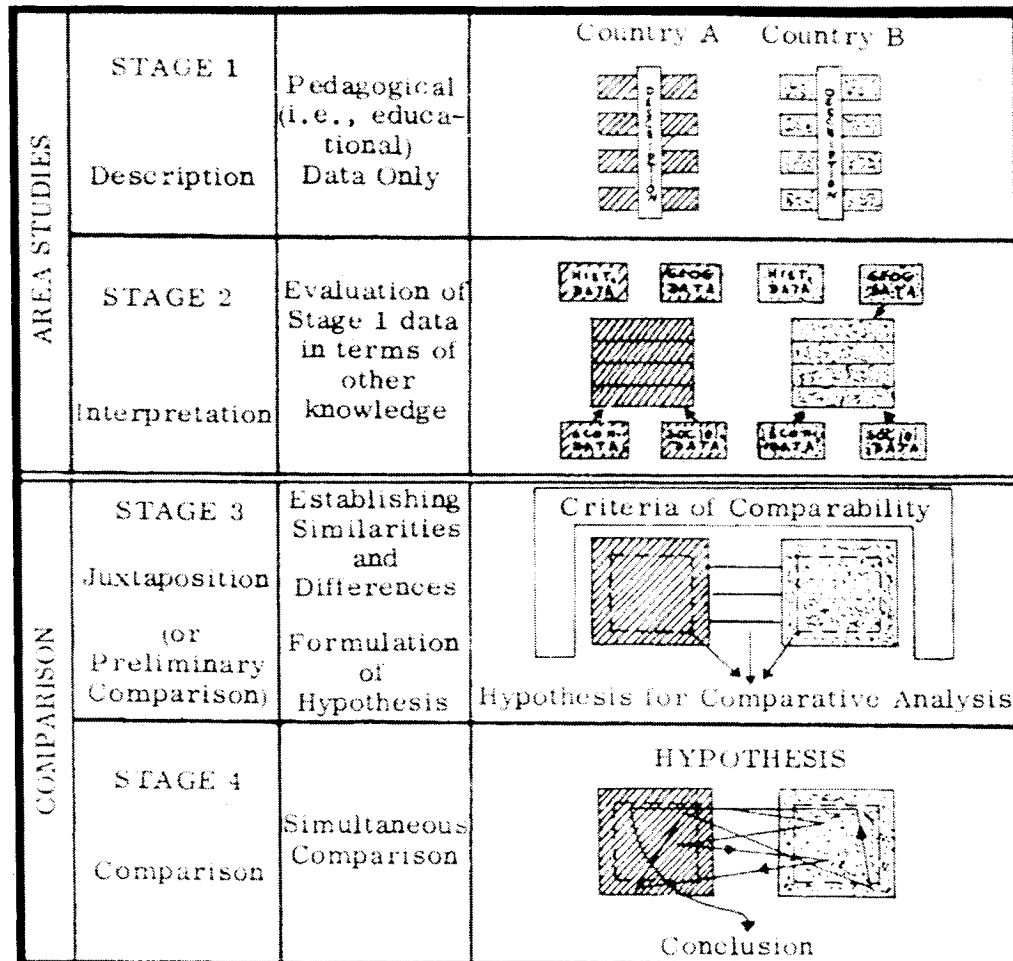 AREA STUDIES
STAGE 1
Description
Pedagogical
(i.e., educa-
tional)
Data Only
Country A
Country B
DESCRIPTION
DESCRIPTION
STAGE 2
Interpretation
Evaluation of
Stage 1 data
in terms of
other
knowledge
HIST. DATA
GEOG DATA
HIST. DATA
GEOG DATA
ECON. DATA
SOCIO DATA
ECON. DATA
SOCIO DATA
COMPARISON
STAGE 3
Juxtaposition
(or
Preliminary
Comparison)
Establishing
Similarities
and
Differences
Formulation
of
Hypothesis
Criteria of Comparability
Hypothesis for Comparative Analysis
STAGE 4
Comparison
Simultaneous
Comparison
HYPOTHESIS
Conclusion